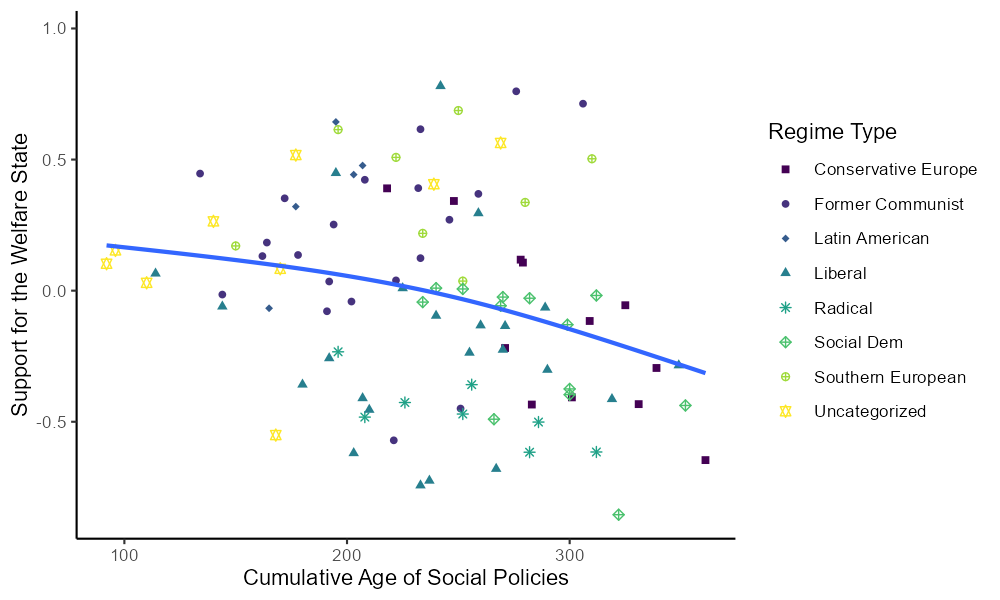 1.0
0.5
0.0
-0.5
100
200
300
Support for the Welfare State
Cumulative Age of Social Policies
Regime Type
Conservative Europe
Former Communist
Latin American
Liberal
Radical
Social Dem
Southern European
Uncategorized